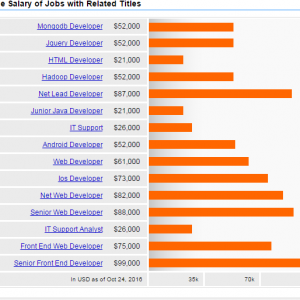 e Salary of Jobs with Related Titles
Mongodb Developer $52,000
Jquery Developer $52,000
HTML Developer $21,000
Hadoop Developer $52,000
Net Lead Developer $87,000
Junior Java Developer $21,000
IT Support $26,000
Android Developer $52,000
Web Developer $61,000
Ios Developer $73,000
Net Web Developer $82,000
Senior Web Developer $88,000
IT Support Analyst $26,000
Front End Web Developer $75,000
Senior Front End Developer $99,000
In USD as of Oct 24, 2016 35k 70k